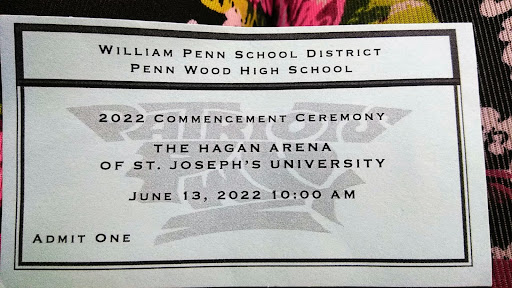 WILLIAM PENN SCHOOL DISTRICT
PENN WOOD HIGH SCHOOL
PATRIOTS
2022 COMMENCEMENT CEREMONY
THE HAGAN ARENA
OF ST. JOSEPH'S UNIVERSITY
JUNE 13, 2022 10:00 AM
ADMIT ONE